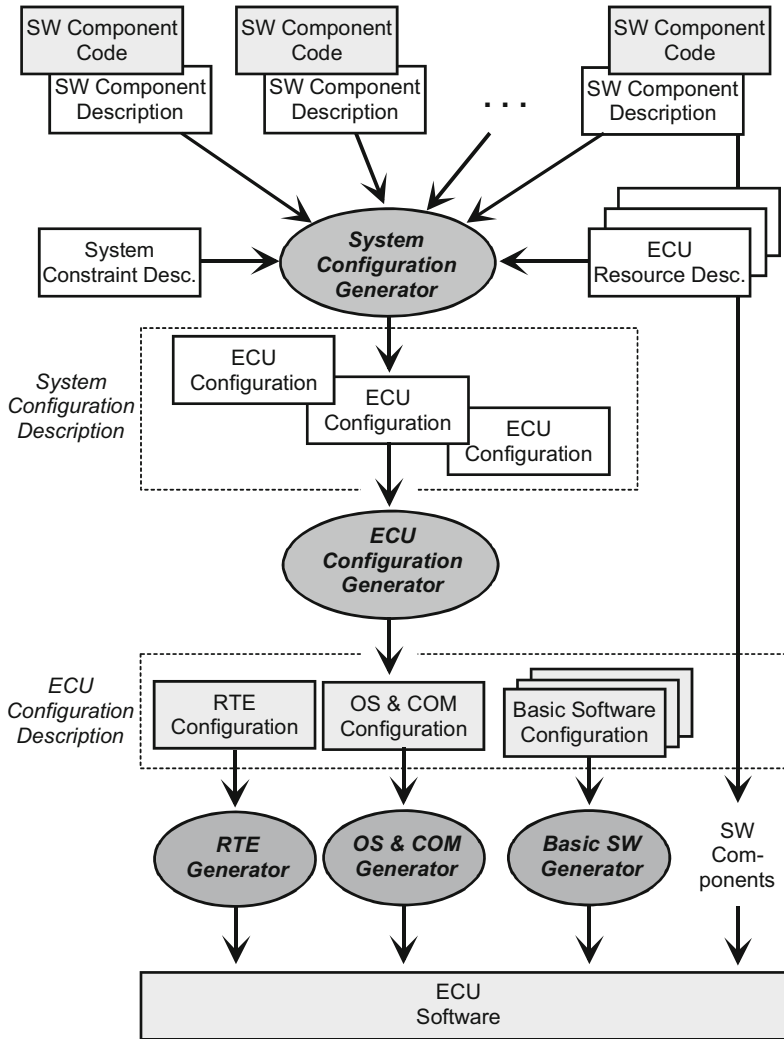 SW Component
Code
SW Component
Description
SW Component
Code
SW Component
Description
. . .
SW Component
Code
SW Component
Description
System
Constraint Desc.
System
Configuration
Generator
ECU
Resource Desc.
System
Configuration
Description
ECU
Configuration
ECU
Configuration
ECU
Configuration
ECU
Configuration
Generator
ECU
Configuration
Description
RTE
Configuration
OS & COM
Configuration
Basic Software
Configuration
RTE
Generator
OS & COM
Generator
Basic SW
Generator
SW
Com-
ponents
ECU
Software